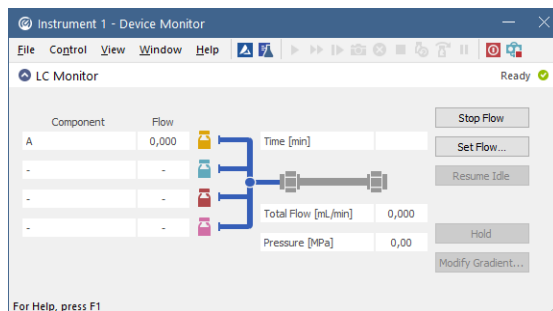 Instrument 1 - Device Monitor
File Control View Window Help
LC Monitor Ready
Component Flow
A 0,000
- -
- -
- -
Time [min]
Total Flow [mL/min] 0,000
Pressure [MPa] 0,00
Stop Flow
Set Flow...
Resume Idle
Hold
Modify Gradient...
For Help, press F1